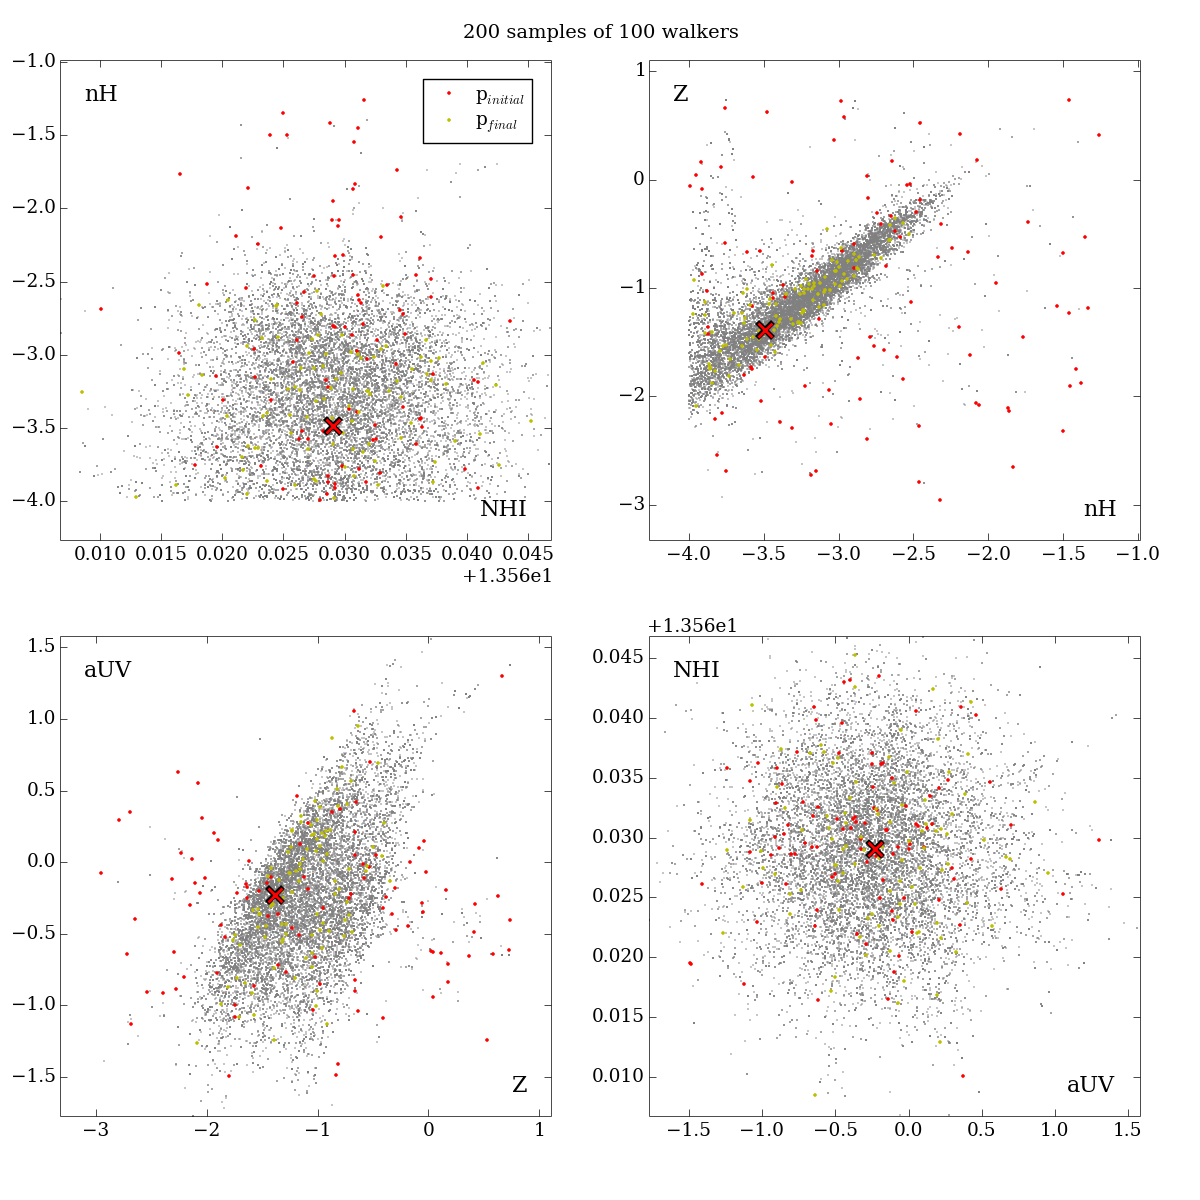 200 samples of 100 walkers
nH
p_initial
p_final
−1.0
−1.5
−2.0
−2.5
−3.0
−3.5
−4.0
NHI
0.010 0.015 0.020 0.025 0.030 0.035 0.040 0.045
+1.356e1
Z
1
0
−1
−2
−3
nH
−4.0 −3.5 −3.0 −2.5 −2.0 −1.5 −1.0
aUV
1.5
1.0
0.5
0.0
−0.5
−1.0
−1.5
Z
−3 −2 −1 0 1
+1.356e1
NHI
0.045
0.040
0.035
0.030
0.025
0.020
0.015
0.010
aUV
−1.5 −1.0 −0.5 0.0 0.5 1.0 1.5